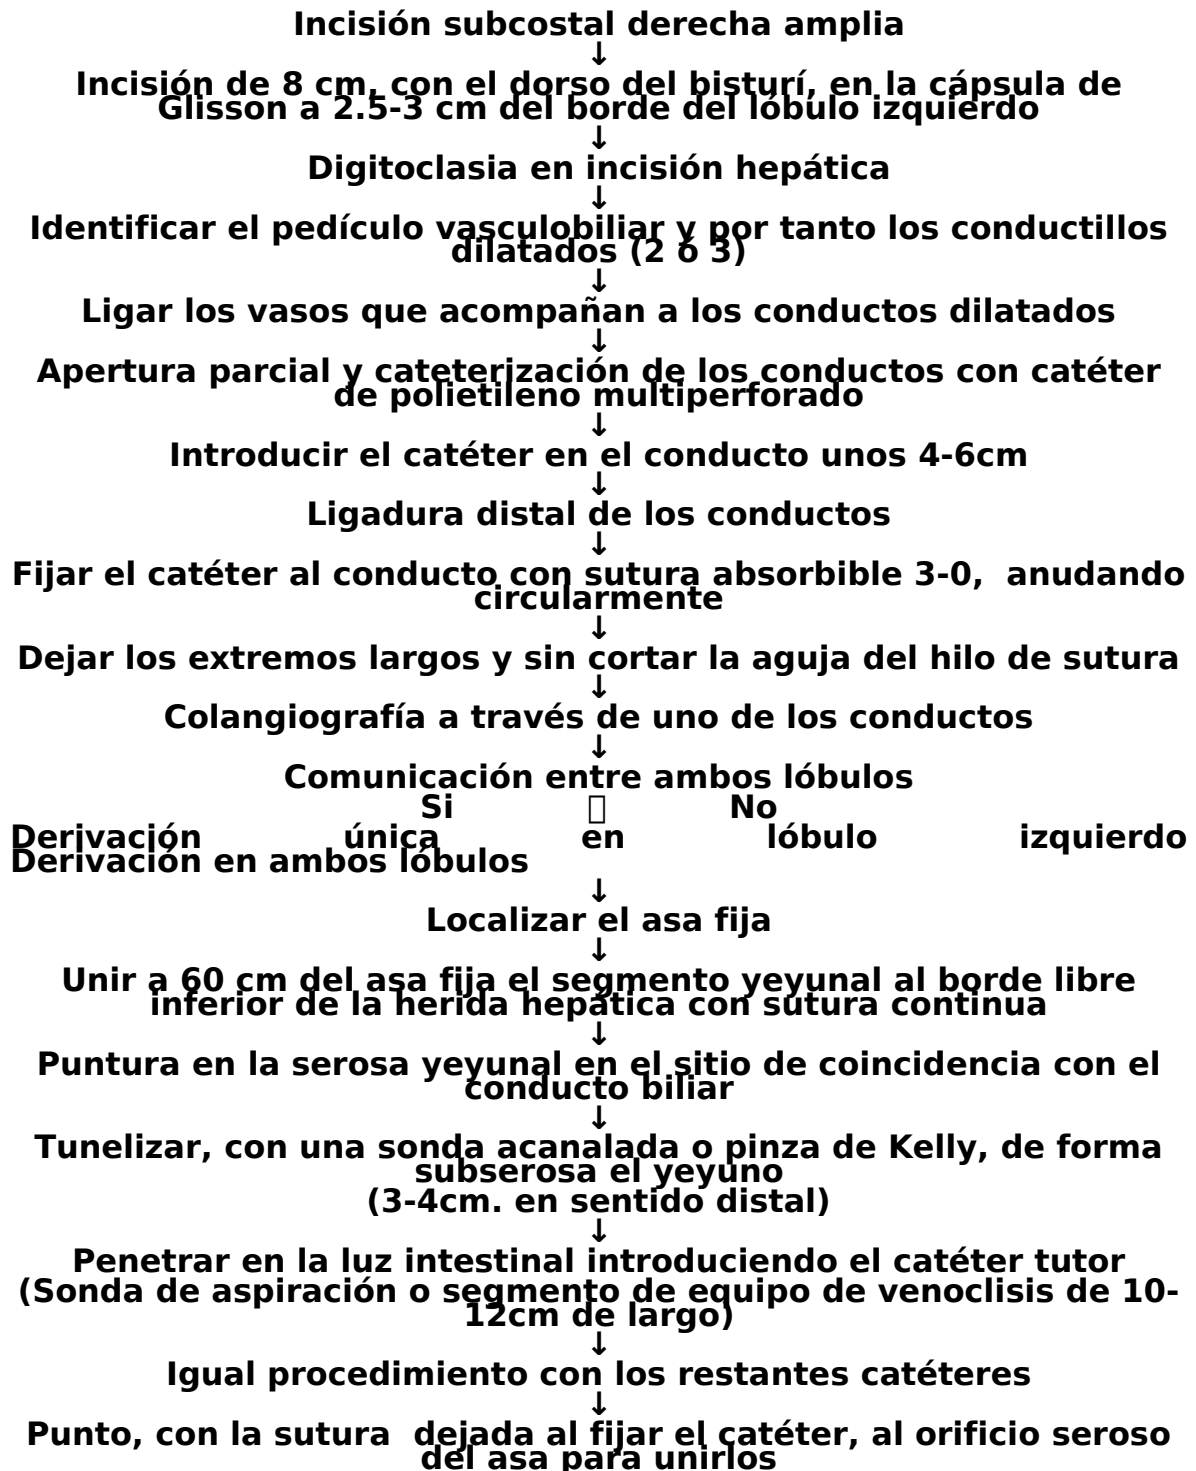 Incisión subcostal derecha amplia
↓
Incisión de 8 cm, con el dorso del bisturí, en la cápsula de
Glisson a 2.5-3 cm del borde del lóbulo izquierdo
↓
Digitoclasia en incisión hepática
↓
Identificar el pedículo vasculobiliar y por tanto los conductillos
dilatados (2 ó 3)
↓
Ligar los vasos que acompañan a los conductos dilatados
↓
Apertura parcial y cateterización de los conductos con catéter
de polietileno multiperforado
↓
Introducir el catéter en el conducto unos 4-6cm
↓
Ligadura distal de los conductos
↓
Fijar el catéter al conducto con sutura absorbible 3-0,  anudando
circularmente
↓
Dejar los extremos largos y sin cortar la aguja del hilo de sutura
↓
Colangiografía a través de uno de los conductos
↓
Comunicación entre ambos lóbulos
Si  No
Derivación única en lóbulo izquierdo
Derivación en ambos lóbulos
↓
Localizar el asa fija
↓
Unir a 60 cm del asa fija el segmento yeyunal al borde libre
inferior de la herida hepática con sutura continua
↓
Puntura en la serosa yeyunal en el sitio de coincidencia con el
conducto biliar
↓
Tunelizar, con una sonda acanalada o pinza de Kelly, de forma
subserosa el yeyuno
(3-4cm. en sentido distal)
↓
Penetrar en la luz intestinal introduciendo el catéter tutor
(Sonda de aspiración o segmento de equipo de venoclisis de 10-
12cm de largo)
↓
Igual procedimiento con los restantes catéteres
↓
Punto, con la sutura  dejada al fijar el catéter, al orificio seroso
del asa para unirlos